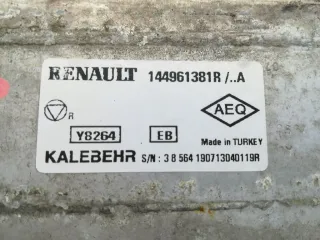 RENAULT 144961381R /..A
R AEQ
Y8264 EB Made in TURKEY
KALEBEHR S/N : 3 8 564 190713040119R